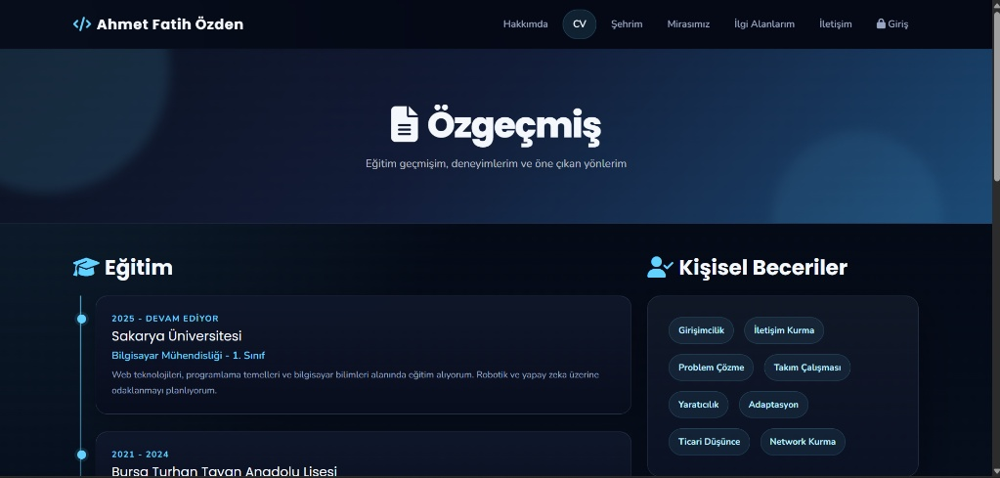 Ahmet Fatih Özden
Hakkımda CV Şehrim Mirasımız İlgi Alanlarım İletişim Giriş
Özgeçmiş
Eğitim geçmişim, deneyimlerim ve öne çıkan yönlerim
Eğitim
2025 - DEVAM EDİYOR
Sakarya Üniversitesi
Bilgisayar Mühendisliği - 1. Sınıf
Web teknolojileri, programlama temelleri ve bilgisayar bilimleri alanında eğitim alıyorum. Robotik ve yapay zeka üzerine
odaklanmayı planlıyorum.
2021 - 2024
Bursa Turhan Tayan Anadolu Lisesi
Kişisel Beceriler
Girişimcilik İletişim Kurma
Problem Çözme Takım Çalışması
Yaratıcılık Adaptasyon
Ticari Düşünce Network Kurma